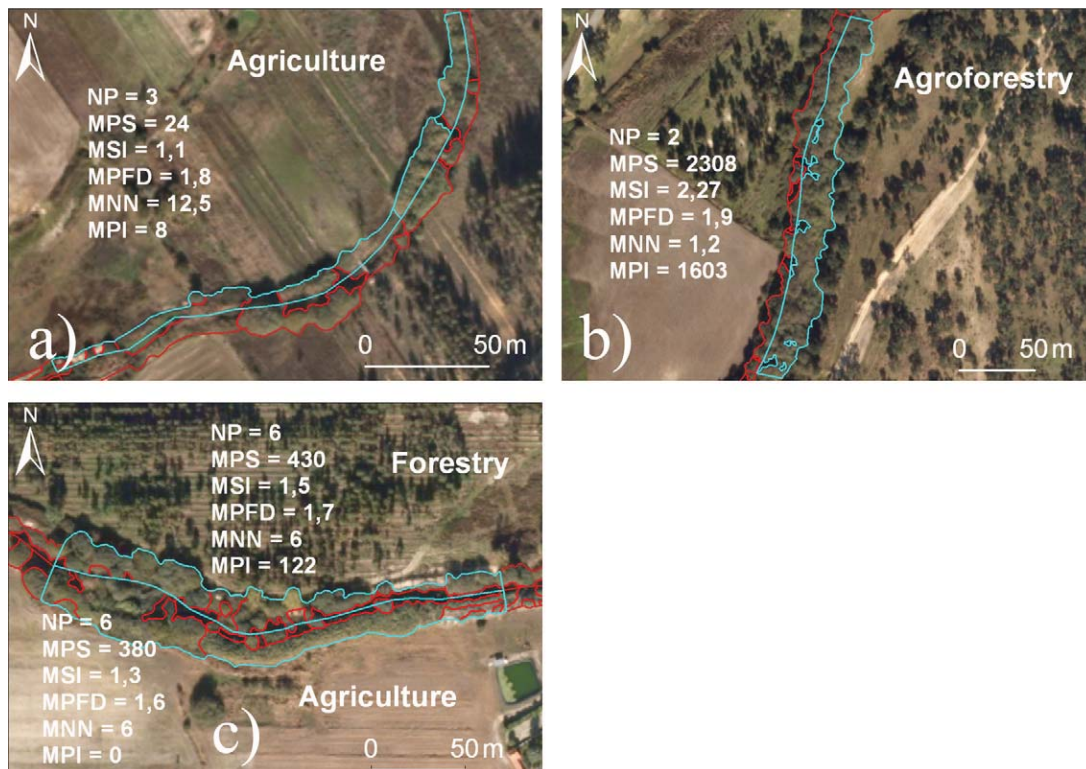 N
Agriculture
NP = 3
MPS = 24
MSI = 1,1
MPFD = 1,8
MNN = 12,5
MPI = 8
a)
0 50 m
N
Agroforestry
NP = 2
MPS = 2308
MSI = 2,27
MPFD = 1,9
MNN = 1,2
MPI = 1603
b)
0 50 m
N
NP = 6
MPS = 430
MSI = 1,5
MPFD = 1,7
MNN = 6
MPI = 122
Forestry
NP = 6
MPS = 380
MSI = 1,3
MPFD = 1,6
MNN = 6
MPI = 0
Agriculture
c)
0 50 m